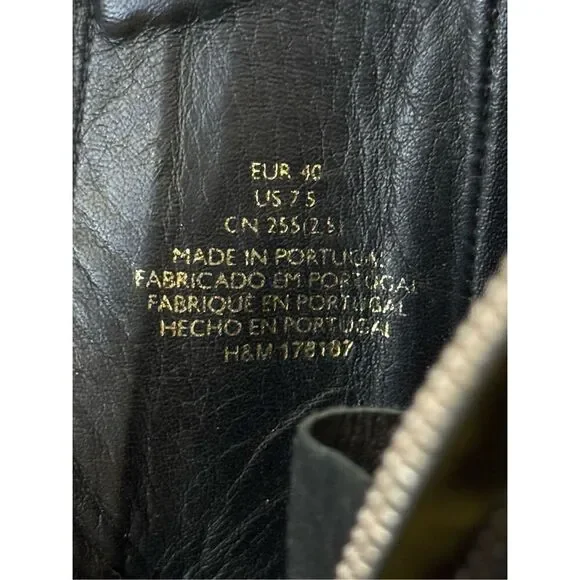 EUR 40
US 7.5
CN 255(2.5)
MADE IN PORTUGAL
FABRICADO EM PORTUGAL
FABRIQUÉ EN PORTUGAL
HECHO EN PORTUGAL
H&M 178187